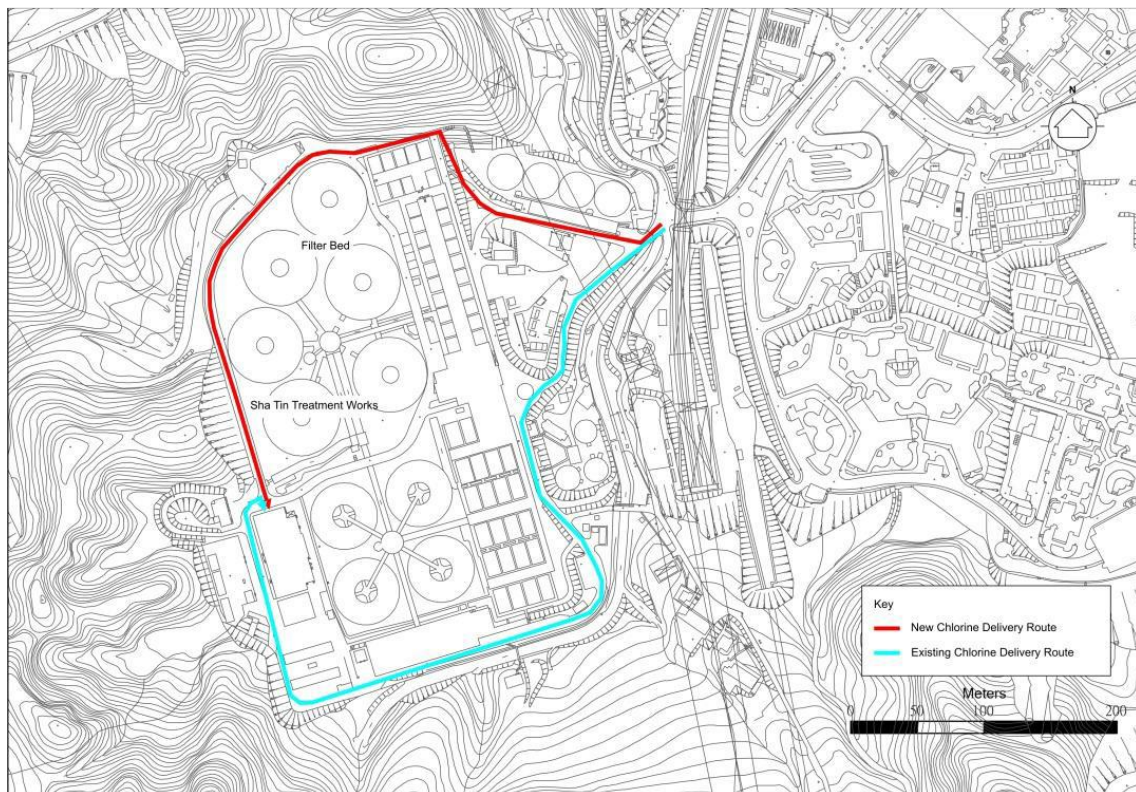 N
Filter Bed
Sha Tin Treatment Works
Key
New Chlorine Delivery Route
Existing Chlorine Delivery Route
Meters
0 50 100 200